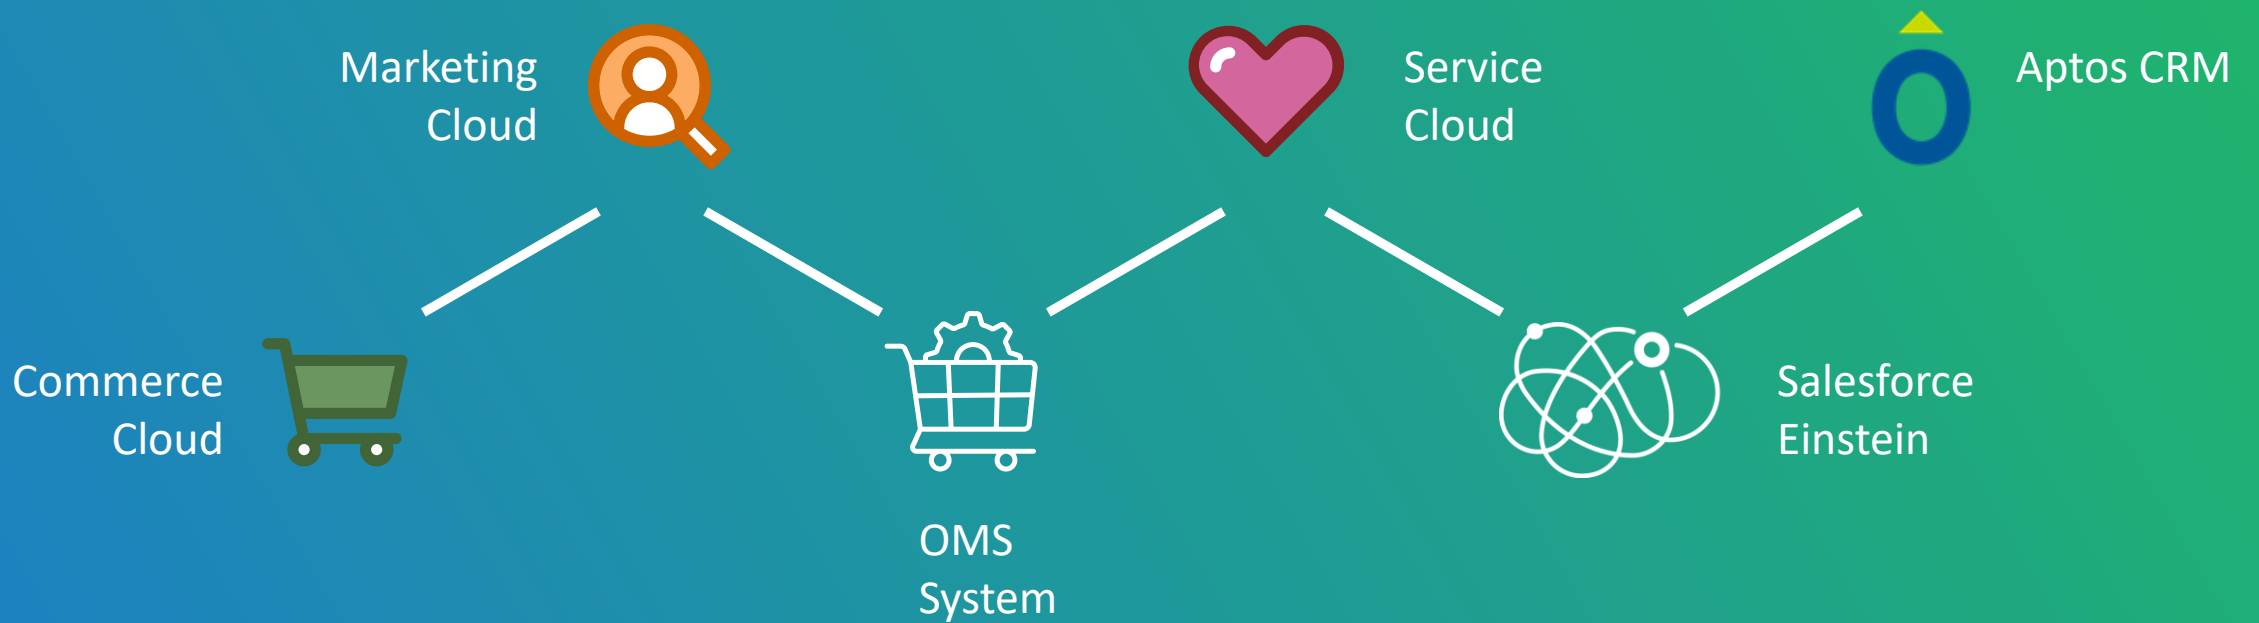 Marketing
Cloud
Service
Cloud
Aptos CRM
Commerce
Cloud
Salesforce
Einstein
OMS
System